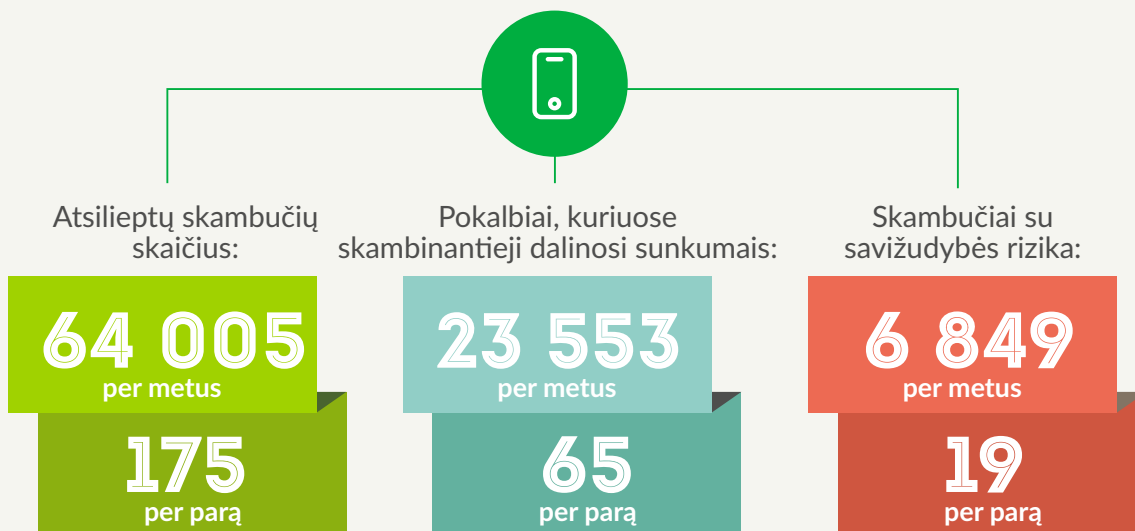 Atsilieptų skambučių
skaičius:
64 005
per metus
175
per parą
Pokalbiai, kuriuose
skambinantieji dalinosi sunkumais:
23 553
per metus
65
per parą
Skambučiai su
savižudybės rizika:
6 849
per metus
19
per parą